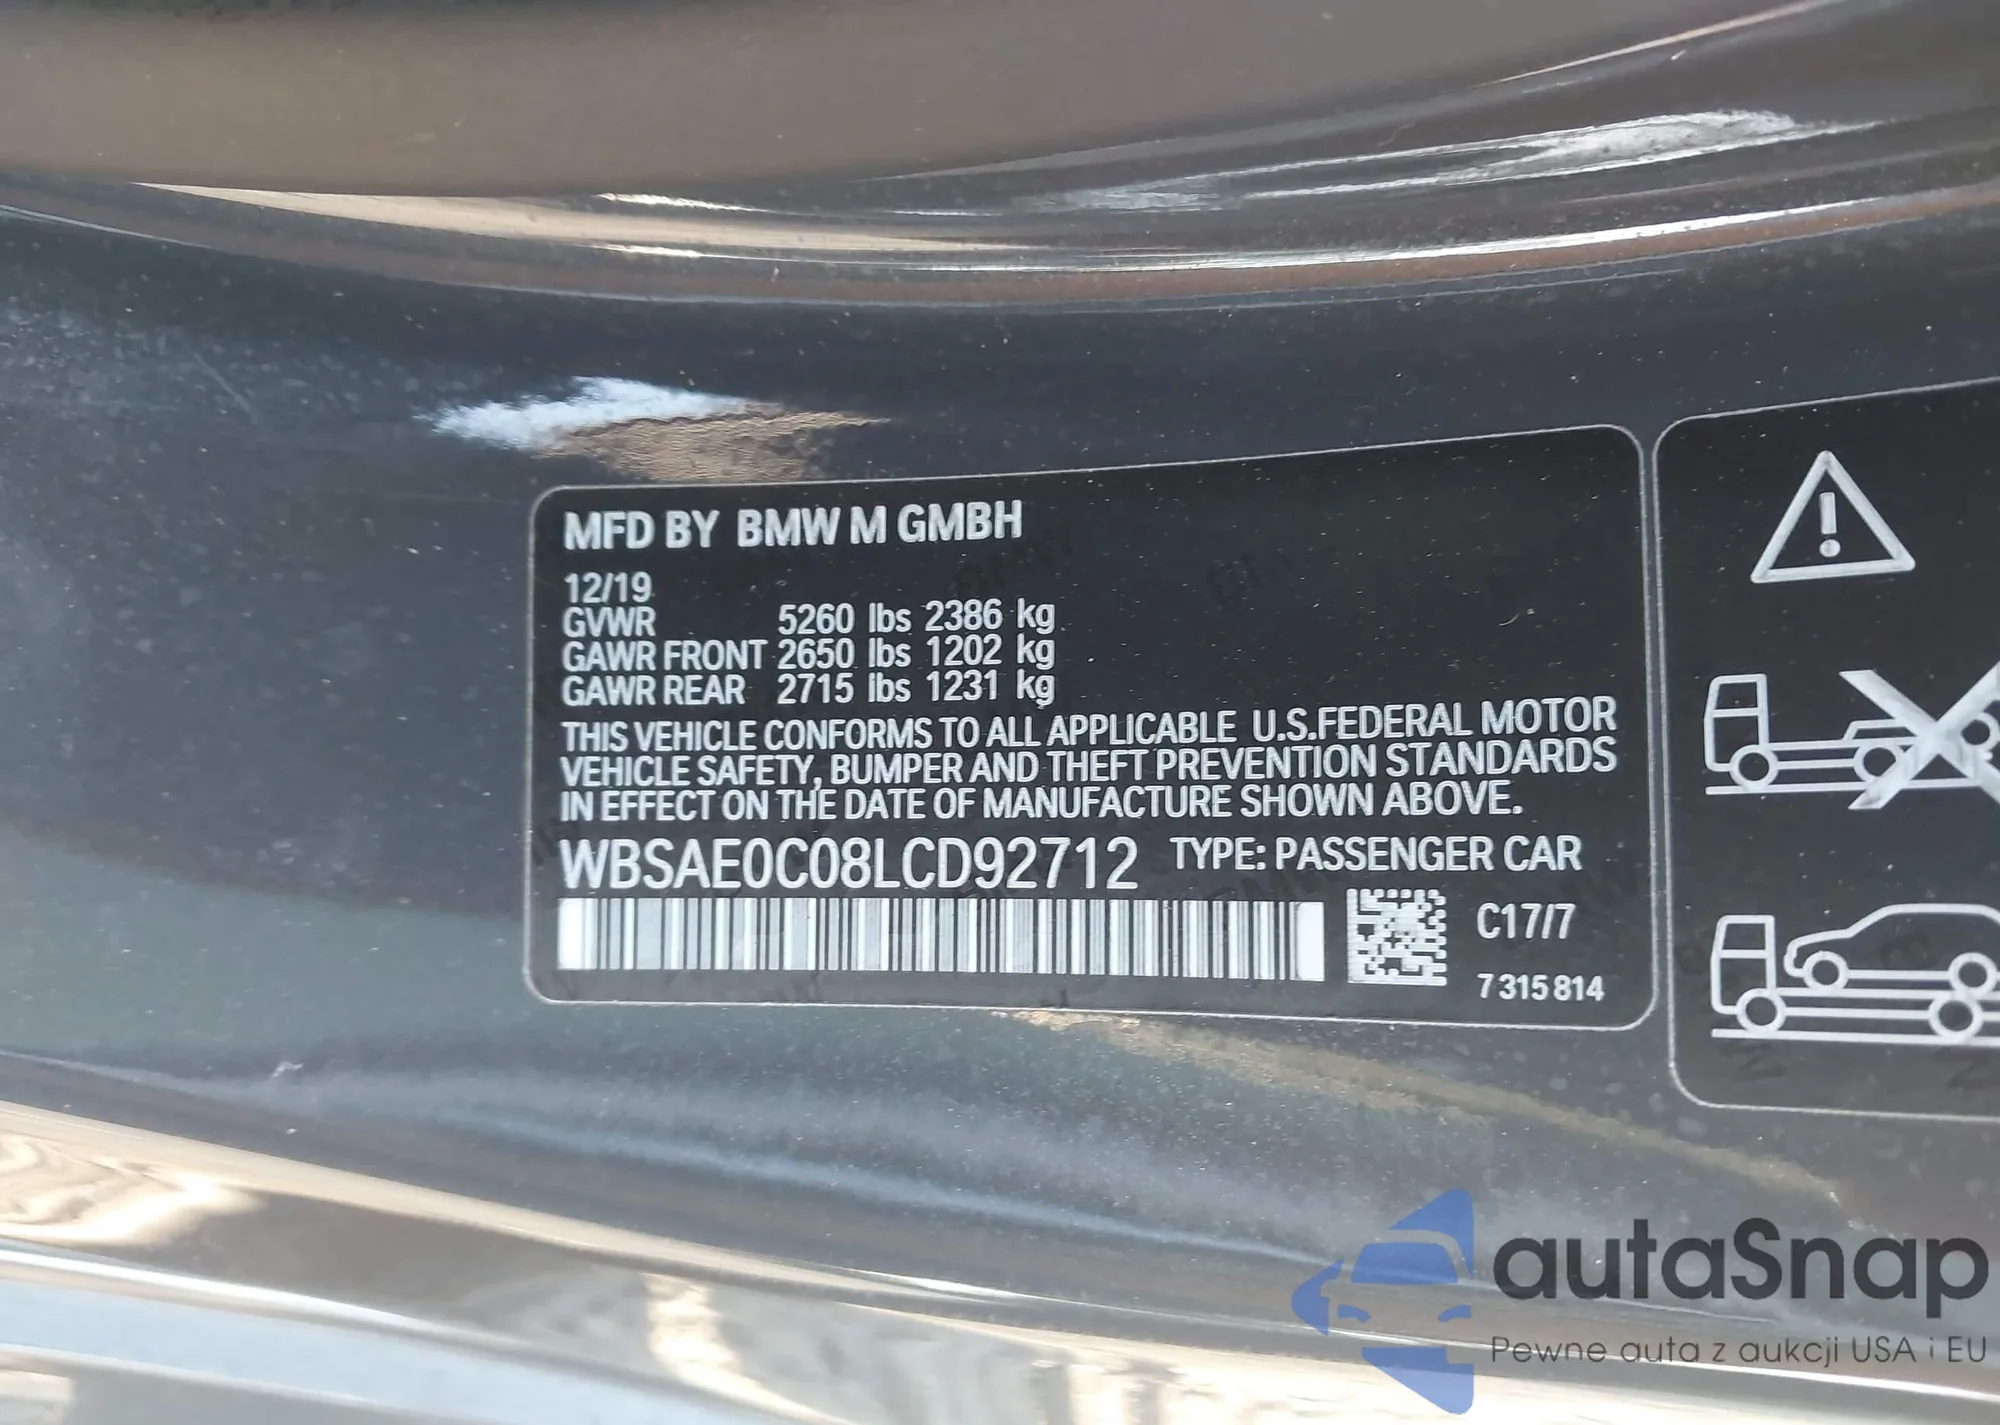 MFD BY BMW M GMBH
12/19
GVWR 5260 lbs 2386 kg
GAWR FRONT 2650 lbs 1202 kg
GAWR REAR 2715 lbs 1231 kg
THIS VEHICLE CONFORMS TO ALL APPLICABLE U.S.FEDERAL MOTOR
VEHICLE SAFETY, BUMPER AND THEFT PREVENTION STANDARDS
IN EFFECT ON THE DATE OF MANUFACTURE SHOWN ABOVE.
WBSAE0C08LCD92712 TYPE: PASSENGER CAR
C17/7
7 315 814
autaSnap
Pewne auta z aukcji USA i EU